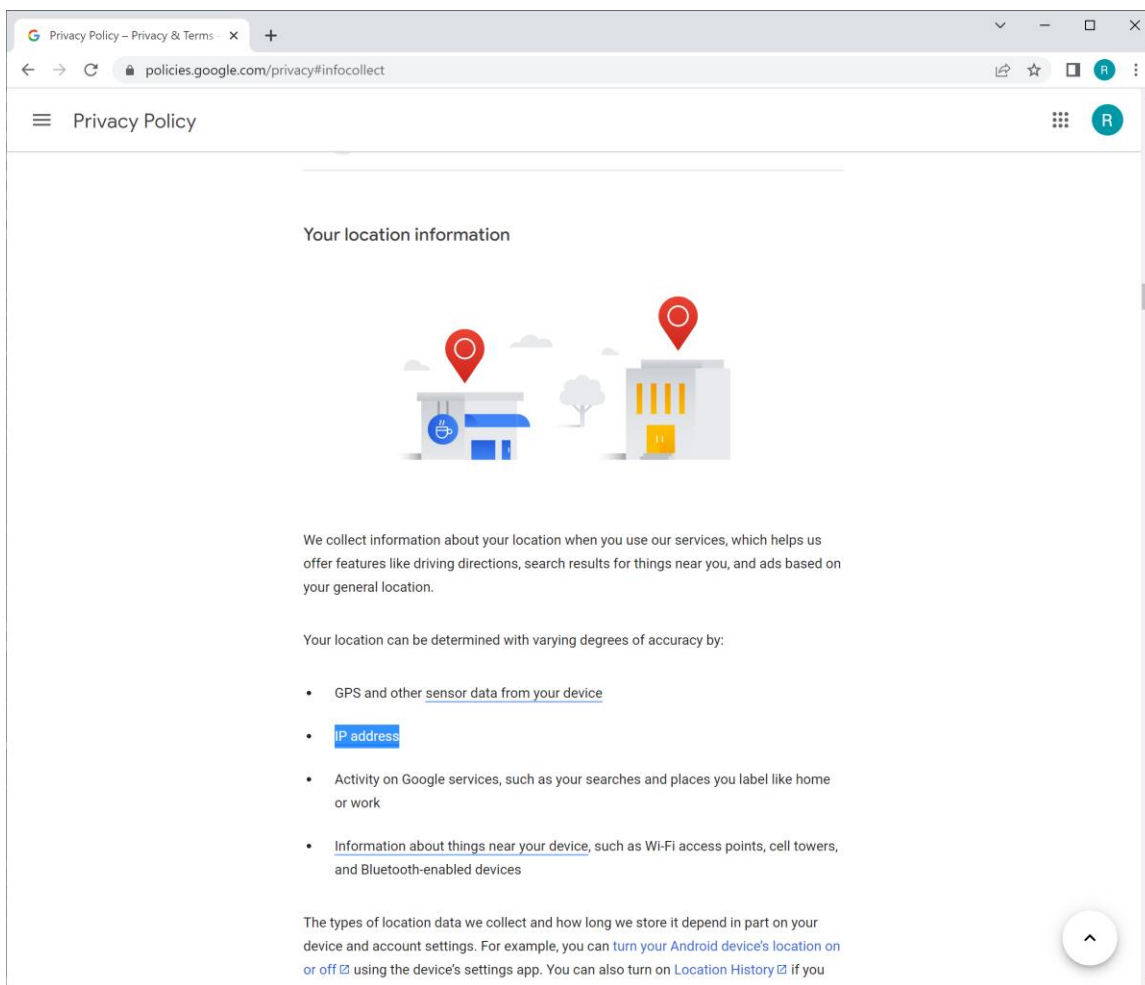 Privacy Policy – Privacy & Terms
policies.google.com/privacy#infocollect
R
Privacy Policy
R
Your location information
We collect information about your location when you use our services, which helps us
offer features like driving directions, search results for things near you, and ads based on
your general location.
Your location can be determined with varying degrees of accuracy by:
• GPS and other sensor data from your device
• IP address
• Activity on Google services, such as your searches and places you label like home
or work
• Information about things near your device, such as Wi-Fi access points, cell towers,
and Bluetooth-enabled devices
The types of location data we collect and how long we store it depend in part on your
device and account settings. For example, you can turn your Android device's location on
or off using the device's settings app. You can also turn on Location History if you